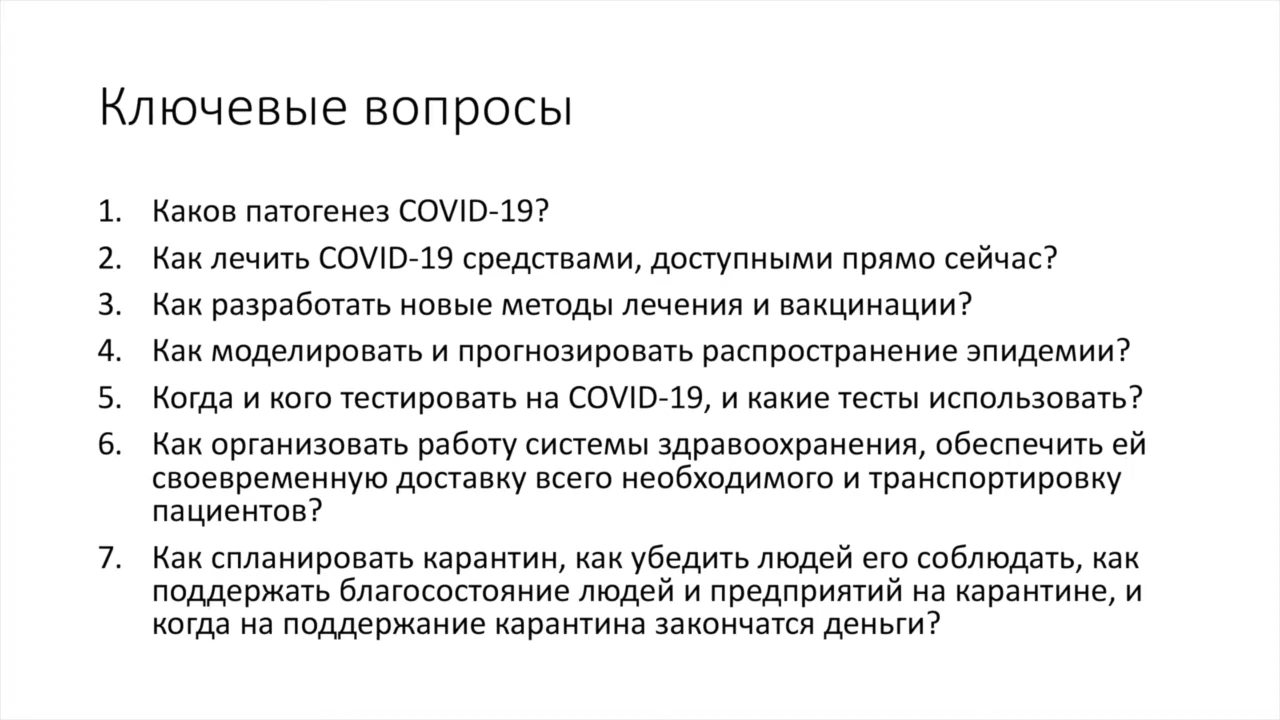 Ключевые вопросы
1. Каков патогенез COVID-19?
2. Как лечить COVID-19 средствами, доступными прямо сейчас?
3. Как разработать новые методы лечения и вакцинации?
4. Как моделировать и прогнозировать распространение эпидемии?
5. Когда и кого тестировать на COVID-19, и какие тесты использовать?
6. Как организовать работу системы здравоохранения, обеспечить ей
своевременную доставку всего необходимого и транспортировку
пациентов?
7. Как спланировать карантин, как убедить людей его соблюдать, как
поддержать благосостояние людей и предприятий на карантине, и
когда на поддержание карантина закончатся деньги?